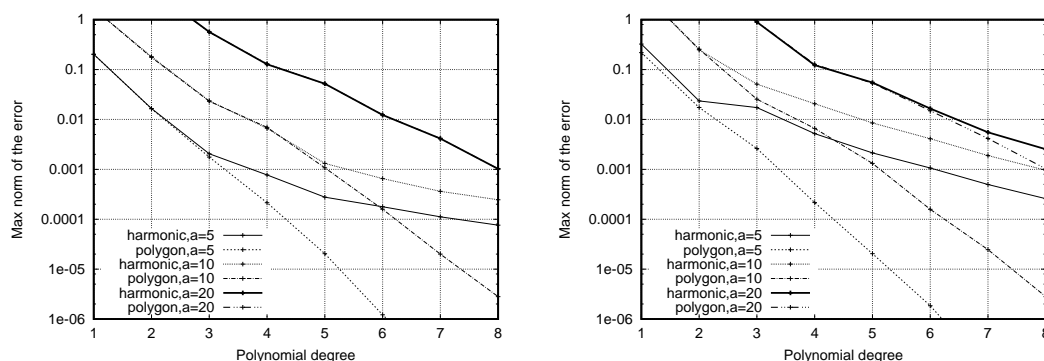 Max norm of the error
1
0.1
0.01
0.001
0.0001
1e-05
1e-06
harmonic,a=5
polygon,a=5
harmonic,a=10
polygon,a=10
harmonic,a=20
polygon,a=20
1 2 3 4 5 6 7 8
Polynomial degree
Max norm of the error
1
0.1
0.01
0.001
0.0001
1e-05
1e-06
harmonic,a=5
polygon,a=5
harmonic,a=10
polygon,a=10
harmonic,a=20
polygon,a=20
1 2 3 4 5 6 7 8
Polynomial degree